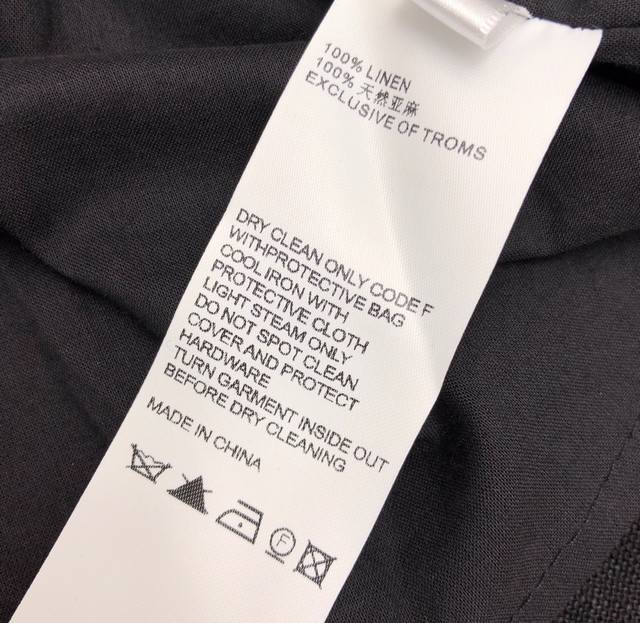 100% LINEN
100% 天然亚麻
EXCLUSIVE OF TROMS
DRY CLEAN ONLY CODE F
WITHPROTECTIVE BAG
COOL IRON WITH
PROTECTIVE CLOTH
LIGHT STEAM ONLY
DO NOT SPOT CLEAN
COVER AND PROTECT
HARDWARE
TURN GARMENT INSIDE OUT
BEFORE DRY CLEANING
MADE IN CHINA
F